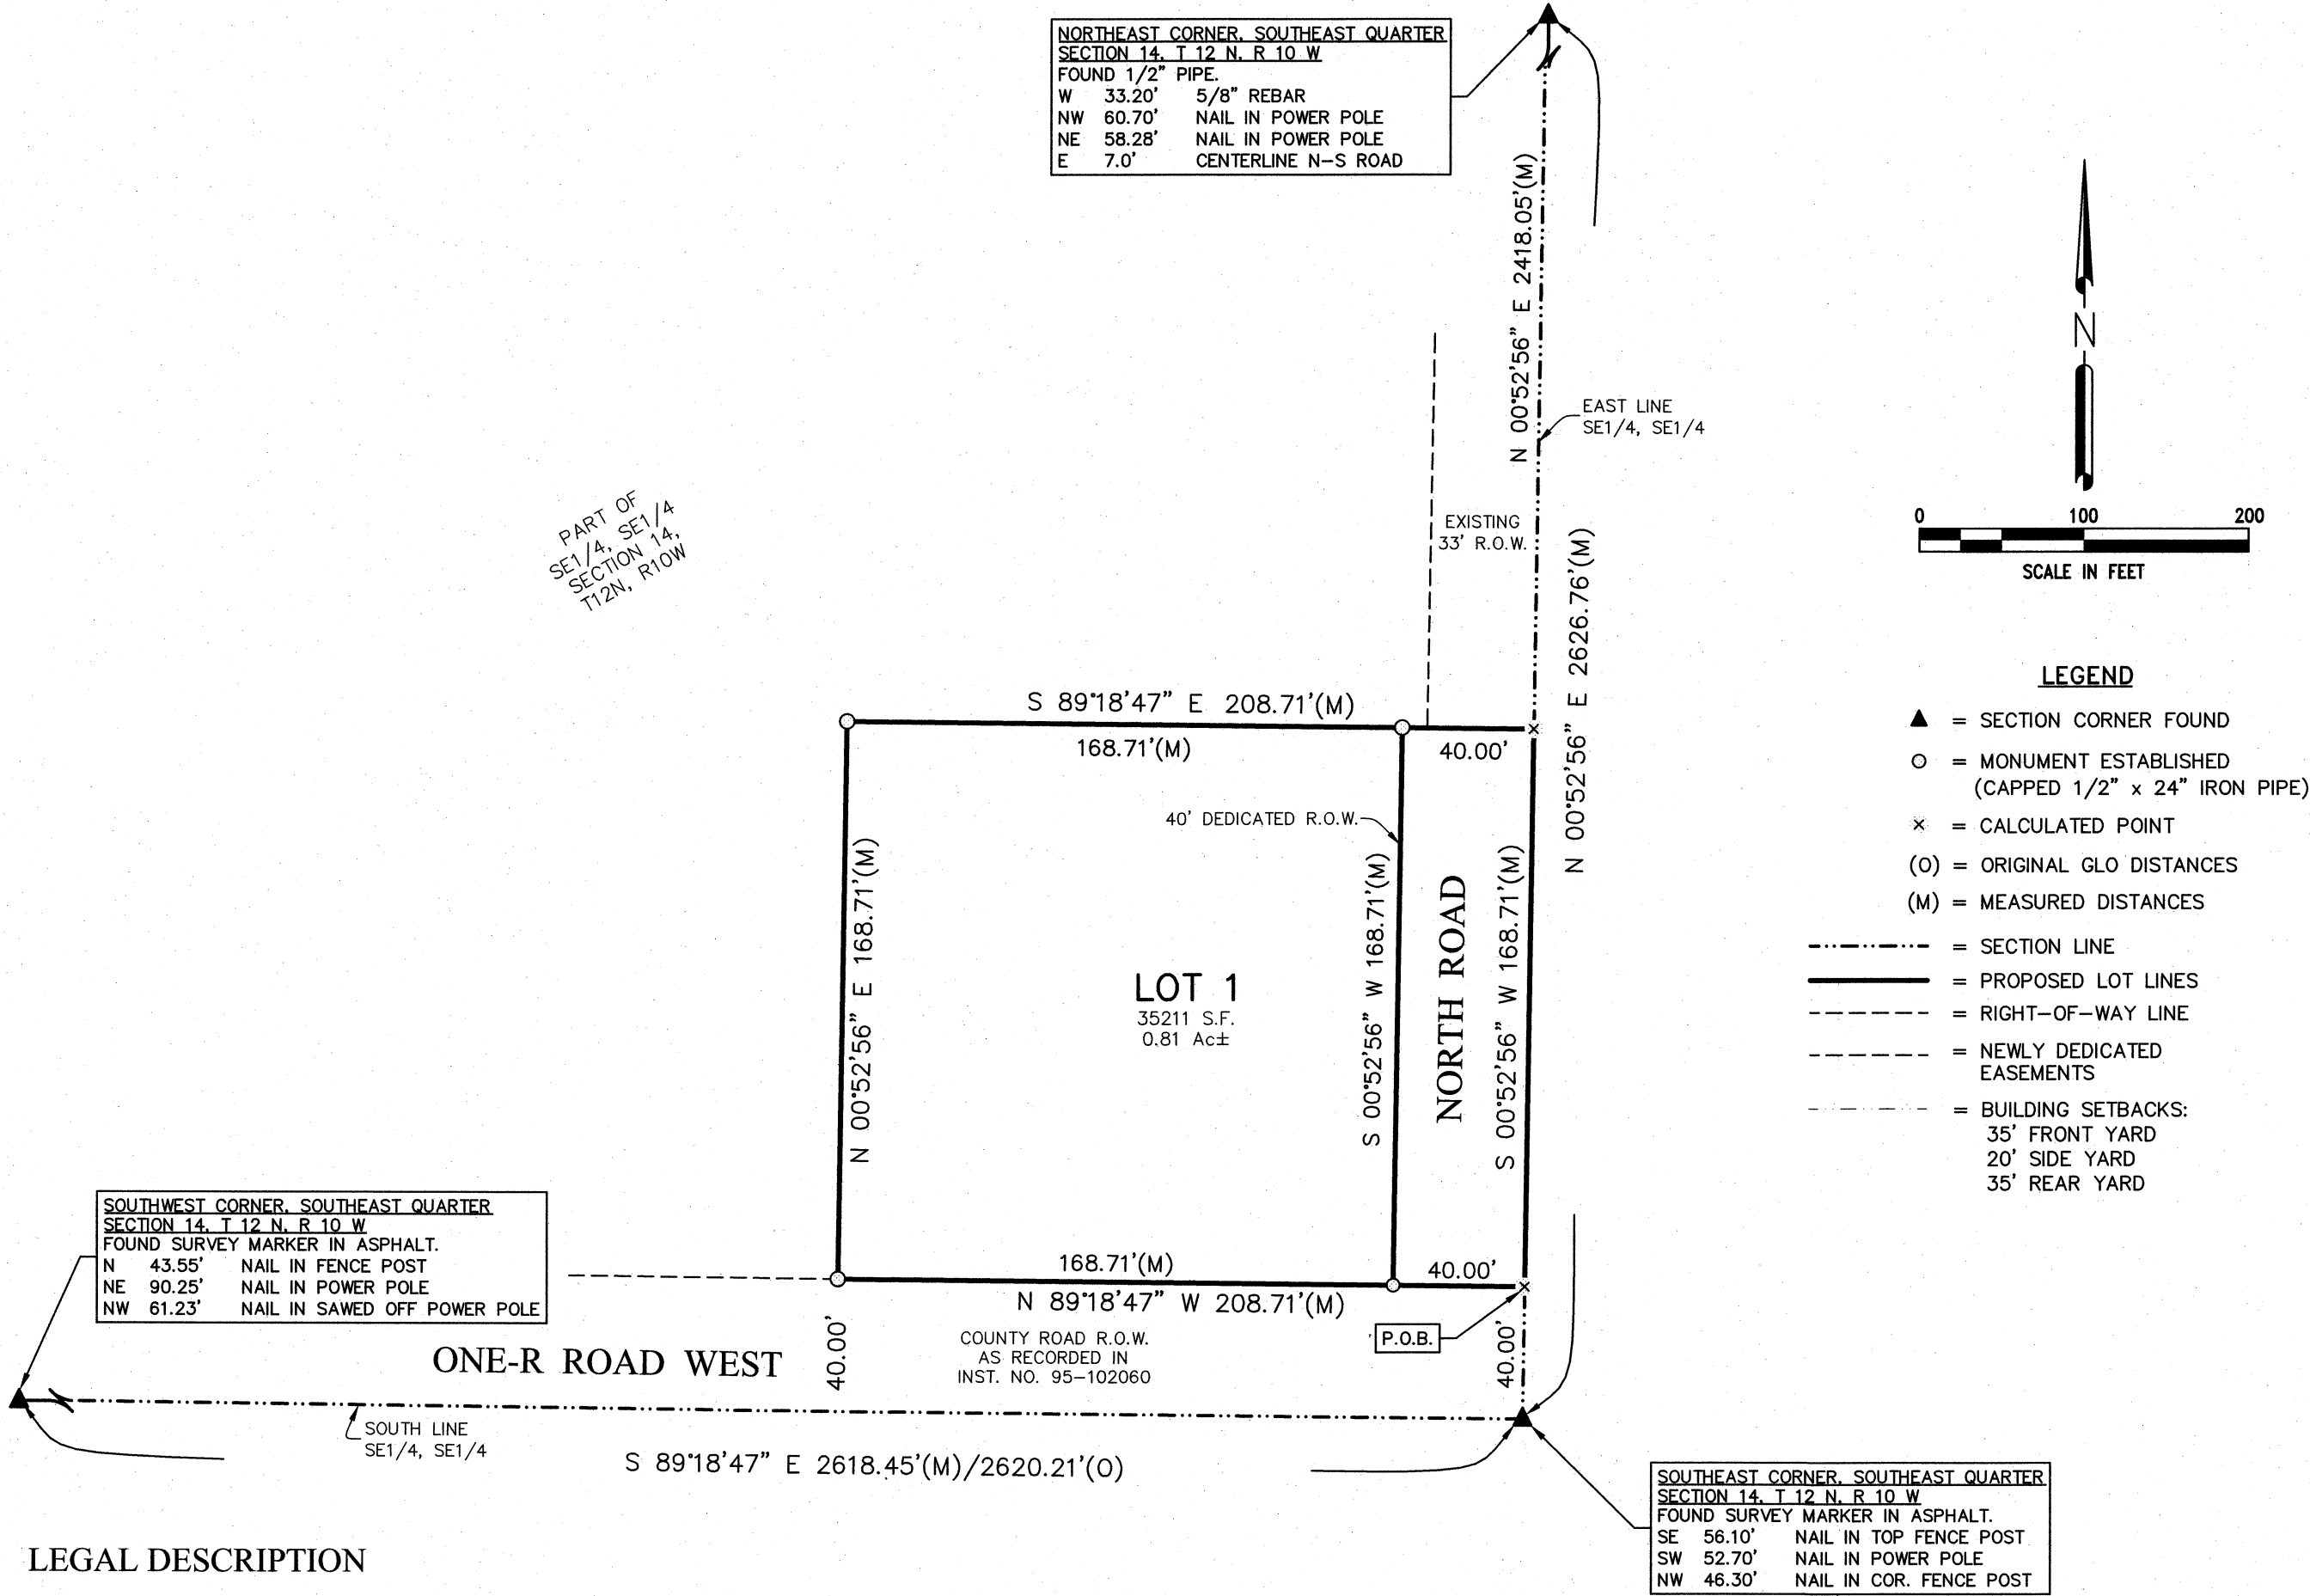 NORTHEAST CORNER, SOUTHEAST QUARTER
SECTION 14, T 12 N, R 10 W
FOUND 1/2" PIPE.
W 33.20' 5/8" REBAR
NW 60.70' NAIL IN POWER POLE
NE 58.28' NAIL IN POWER POLE
E 7.0' CENTERLINE N-S ROAD
N 00°52'56" E 2418.05'(M)
EAST LINE
SE1/4, SE1/4
N
0 100 200
SCALE IN FEET
PART OF
SE1/4, SE1/4
SECTION 14,
T12N, R10W
EXISTING
33' R.O.W.
N 00°52'56" E 2626.76'(M)
LEGEND
= SECTION CORNER FOUND
= MONUMENT ESTABLISHED
(CAPPED 1/2" x 24" IRON PIPE)
= CALCULATED POINT
(O) = ORIGINAL GLO DISTANCES
(M) = MEASURED DISTANCES
= SECTION LINE
= PROPOSED LOT LINES
= RIGHT-OF-WAY LINE
= NEWLY DEDICATED
EASEMENTS
= BUILDING SETBACKS:
35' FRONT YARD
20' SIDE YARD
35' REAR YARD
S 89°18'47" E 208.71'(M)
168.71'(M)
40.00'
40' DEDICATED R.O.W.
N 00°52'56" E 168.71'(M)
LOT 1
35211 S.F.
0.81 Ac±
S 00°52'56" W 168.71'(M)
NORTH ROAD
S 00°52'56" W 168.71'(M)
168.71'(M)
40.00'
N 89°18'47" W 208.71'(M)
SOUTHWEST CORNER, SOUTHEAST QUARTER
SECTION 14, T 12 N, R 10 W
FOUND SURVEY MARKER IN ASPHALT.
N 43.55' NAIL IN FENCE POST
NE 90.25' NAIL IN POWER POLE
NW 61.23' NAIL IN SAWED OFF POWER POLE
ONE-R ROAD WEST
40.00'
COUNTY ROAD R.O.W.
AS RECORDED IN
INST. NO. 95-102060
P.O.B.
40.00'
SOUTH LINE
SE1/4, SE1/4
S 89°18'47" E 2618.45'(M)/2620.21'(O)
SOUTHEAST CORNER, SOUTHEAST QUARTER
SECTION 14, T 12 N, R 10 W
FOUND SURVEY MARKER IN ASPHALT.
SE 56.10' NAIL IN TOP FENCE POST
SW 52.70' NAIL IN POWER POLE
NW 46.30' NAIL IN COR. FENCE POST
LEGAL DESCRIPTION